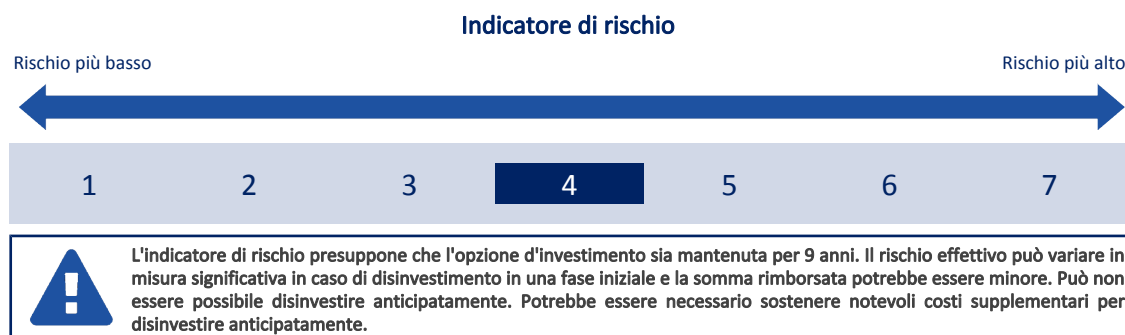 Indicatore di rischio
Rischio più basso Rischio più alto
1 2 3 4 5 6 7
L'indicatore di rischio presuppone che l'opzione d'investimento sia mantenuta per 9 anni. Il rischio effettivo può variare in
misura significativa in caso di disinvestimento in una fase iniziale e la somma rimborsata potrebbe essere minore. Può non
essere possibile disinvestire anticipatamente. Potrebbe essere necessario sostenere notevoli costi supplementari per
disinvestire anticipatamente.